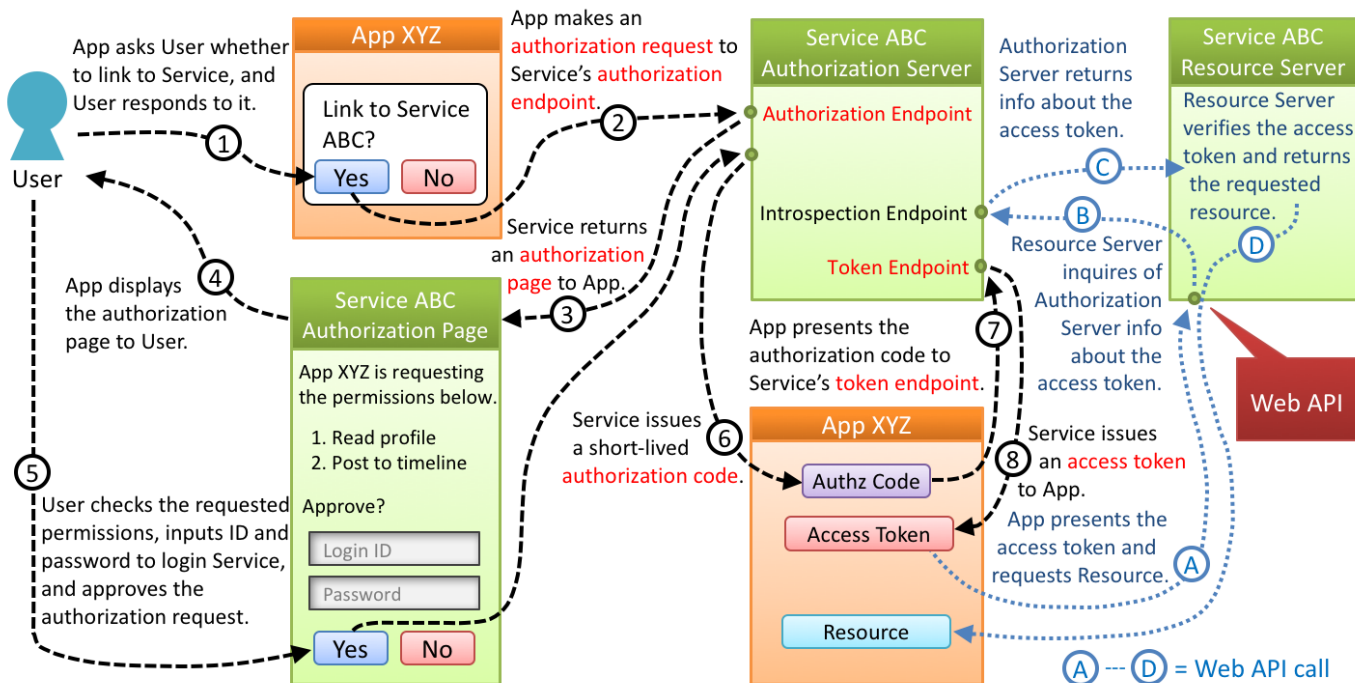 App asks User whether
to link to Service, and
User responds to it.
User
1
App XYZ
Link to Service
ABC?
Yes
No
App makes an
authorization request to
Service's authorization
endpoint.
2
Service returns
an authorization
page to App.
3
4
App displays
the authorization
page to User.
5
User checks the requested
permissions, inputs ID and
password to login Service,
and approves the
authorization request.
Service ABC
Authorization Page
App XYZ is requesting
the permissions below.
1. Read profile
2. Post to timeline
Approve?
Login ID
Password
Yes
No
Service ABC
Authorization Server
Authorization Endpoint
Introspection Endpoint
Token Endpoint
Service issues
a short-lived
authorization code.
6
App presents the
authorization code to
Service's token endpoint.
7
App XYZ
Authz Code
Access Token
Resource
8
Service issues
an access token
to App.
App presents the
access token and
requests Resource.
A
Resource Server
inquires of
Authorization
Server info
about the
access token.
B
Authorization
Server returns
info about the
access token.
C
Service ABC
Resource Server
Resource Server
verifies the access
token and returns
the requested
resource.
D
Web API
A --- D = Web API call